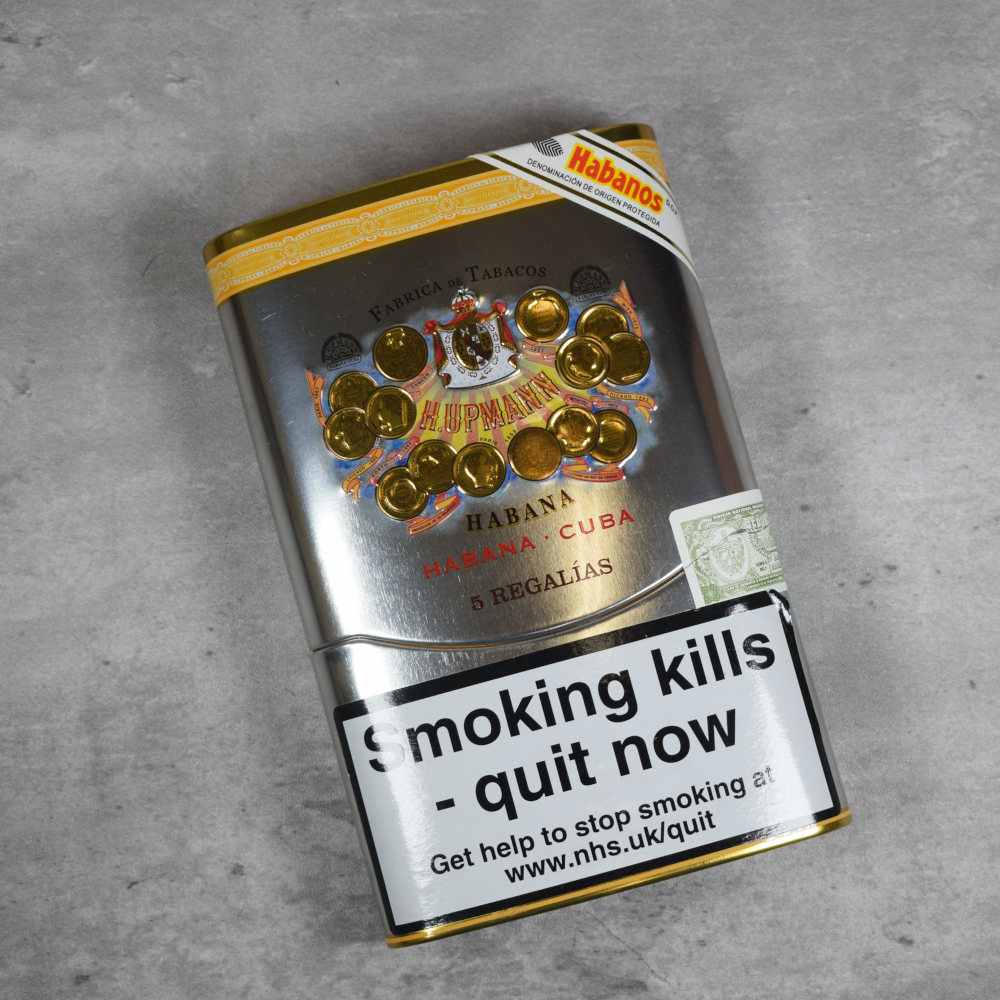 Habanos
DENOMINACIÓN DE ORIGEN PROTEGIDA
FABRICA DE TABACOS
H.UPMANN
PARIS
HABANA
HABANA · CUBA
5 REGALÍAS
Smoking kills
- quit now
Get help to stop smoking at
www.nhs.uk/quit